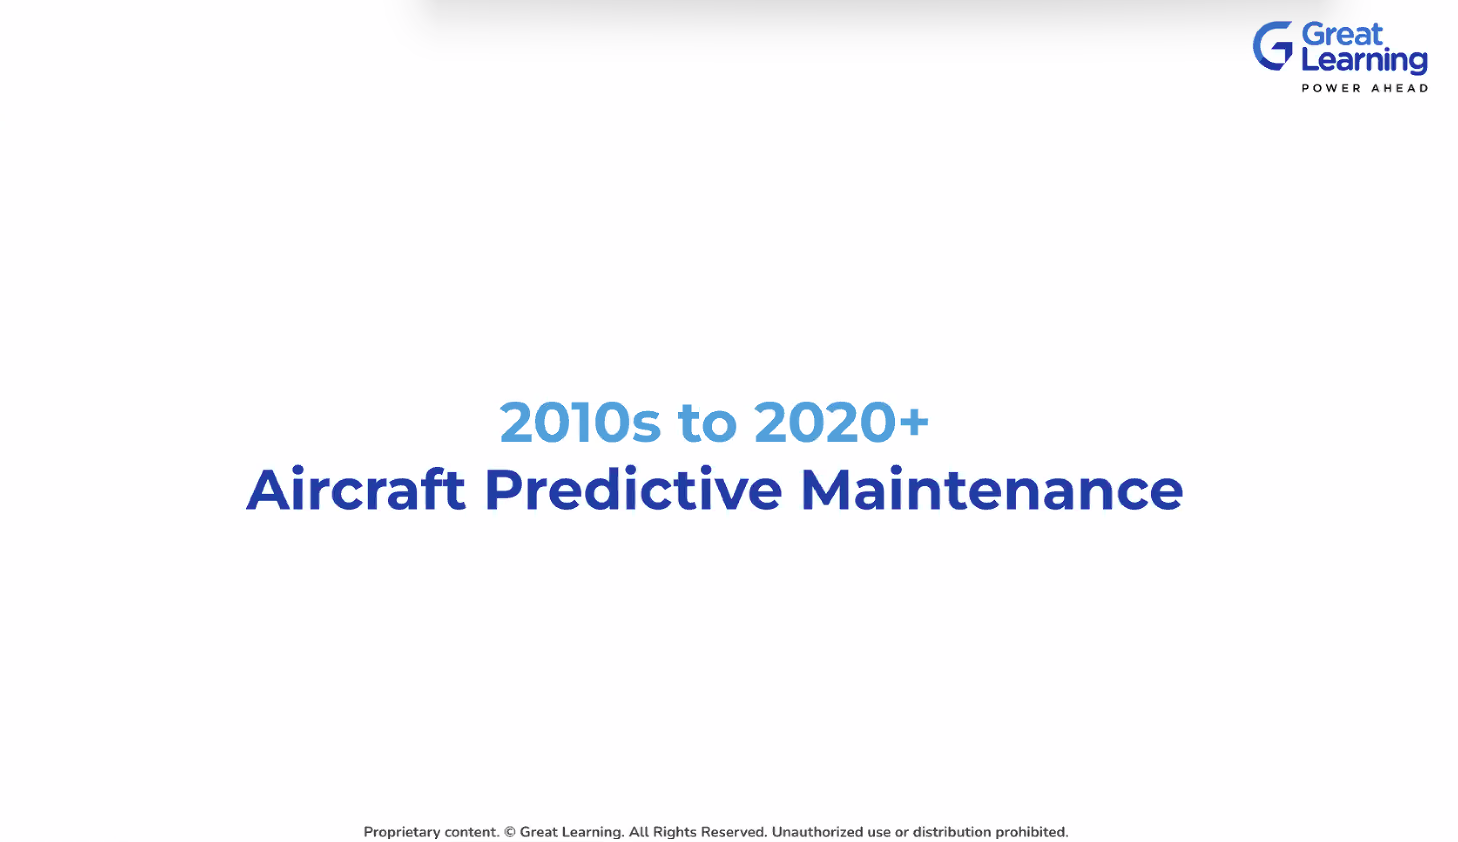 Great
Learning
POWER AHEAD
2010s to 2020+
Aircraft Predictive Maintenance
Proprietary content. © Great Learning. All Rights Reserved. Unauthorized use or distribution prohibited.